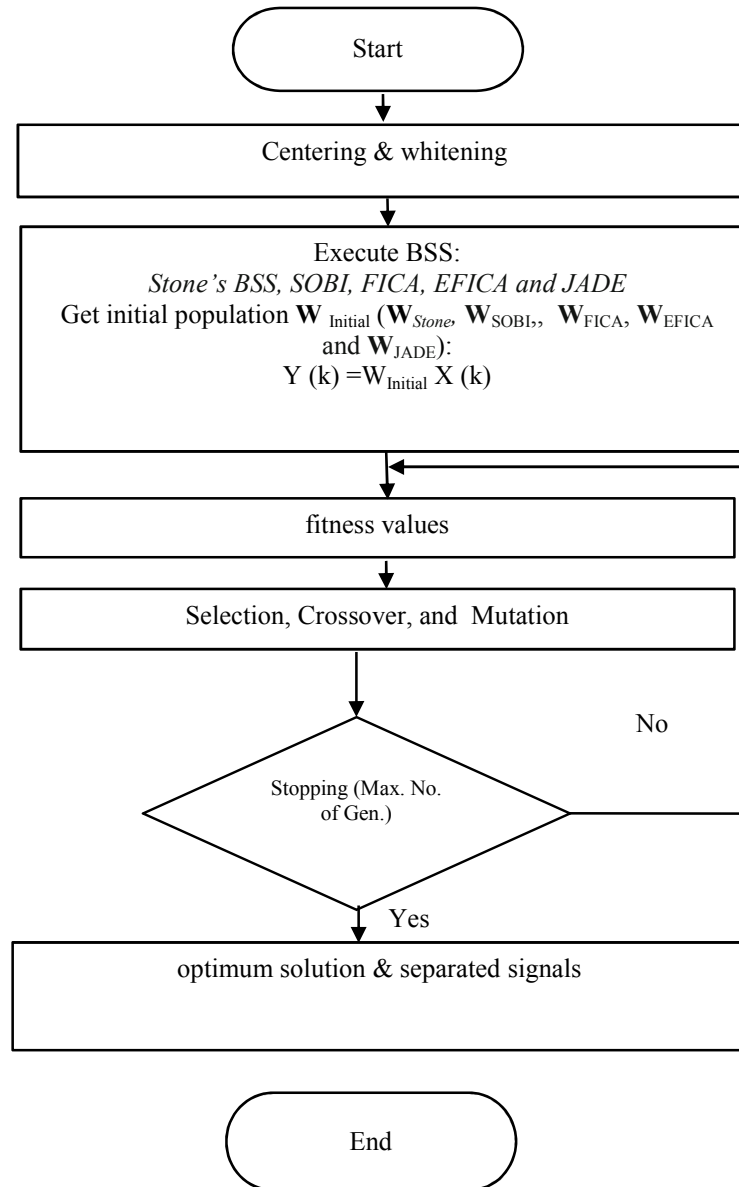 Start
Centering & whitening
Execute BSS:
Stone's BSS, SOBI, FICA, EFICA and JADE
Get initial population W Initial (WStone, WSOBI,, WFICA, WEFICA
and WJADE):
Y (k) =WInitial X (k)
fitness values
Selection, Crossover, and Mutation
No
Stopping (Max. No.
of Gen.)
Yes
optimum solution & separated signals
End